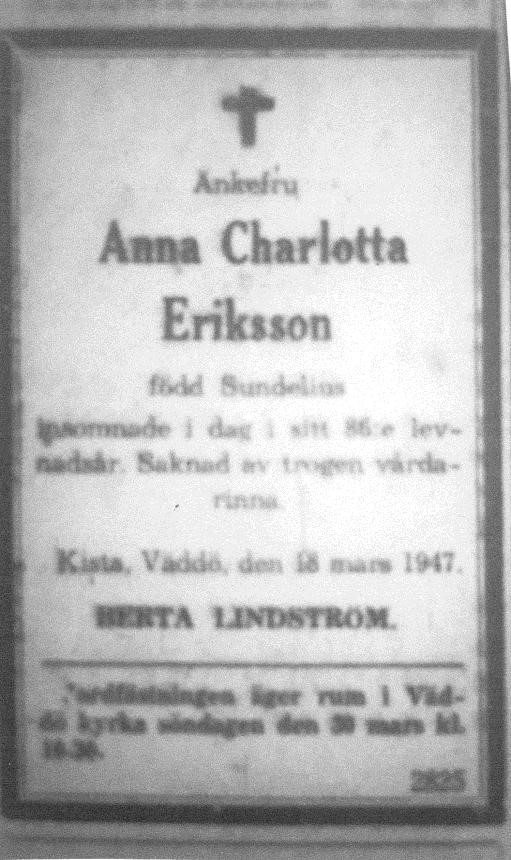 Änkefru
Anna Charlotta
Eriksson
född Sundelius
insomnade i dag i sitt 86:e lev-
nadsår. Saknad av trogen vårda-
rinna.
Kista, Väddö, den 18 mars 1947.
BERTA LINDSTRÖM.
Jordfästningen äger rum i Väd-
dö kyrka söndagen den 30 mars kl.
2825